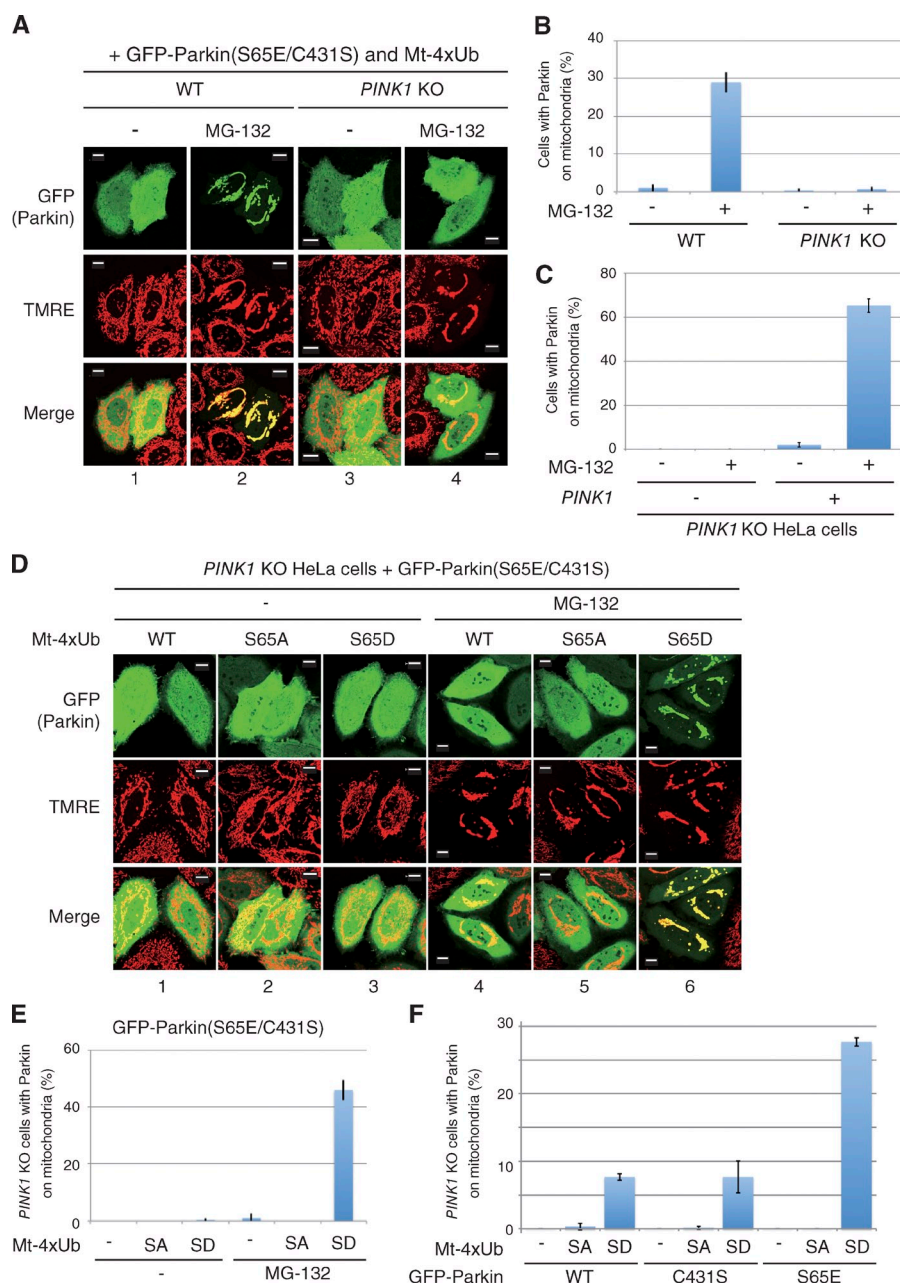 A
+ GFP-Parkin(S65E/C431S) and Mt-4xUb
WT PINK1 KO
- MG-132 - MG-132
GFP (Parkin)
TMRE
Merge
1 2 3 4
B
Cells with Parkin on mitochondria (%)
40
30
20
10
0
MG-132 - + - +
WT PINK1 KO
C
Cells with Parkin on mitochondria (%)
80
60
40
20
0
MG-132 - + - +
PINK1 - +
PINK1 KO HeLa cells
D
PINK1 KO HeLa cells + GFP-Parkin(S65E/C431S)
- MG-132
Mt-4xUb WT S65A S65D WT S65A S65D
GFP (Parkin)
TMRE
Merge
1 2 3 4 5 6
E
GFP-Parkin(S65E/C431S)
PINK1 KO cells with Parkin on mitochondria (%)
60
40
20
0
Mt-4xUb - SA SD - SA SD
- MG-132
F
PINK1 KO cells with Parkin on mitochondria (%)
30
20
10
0
Mt-4xUb - SA SD - SA SD - SA SD
GFP-Parkin WT C431S S65E